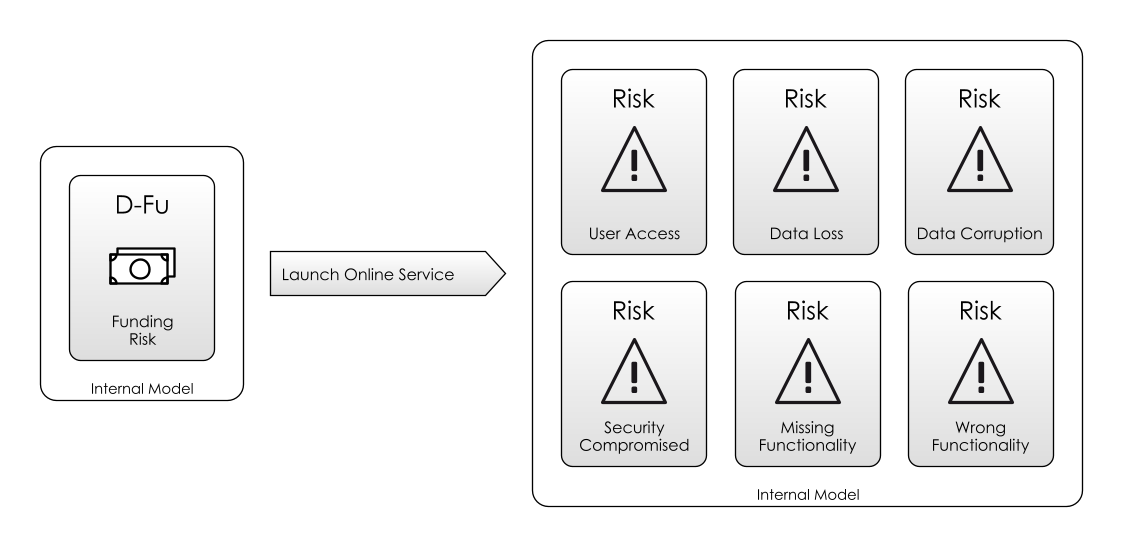 D-Fu
Funding
Risk
Internal Model
Launch Online Service
Risk
User Access
Risk
Data Loss
Risk
Data Corruption
Risk
Security
Compromised
Risk
Missing
Functionality
Risk
Wrong
Functionality
Internal Model